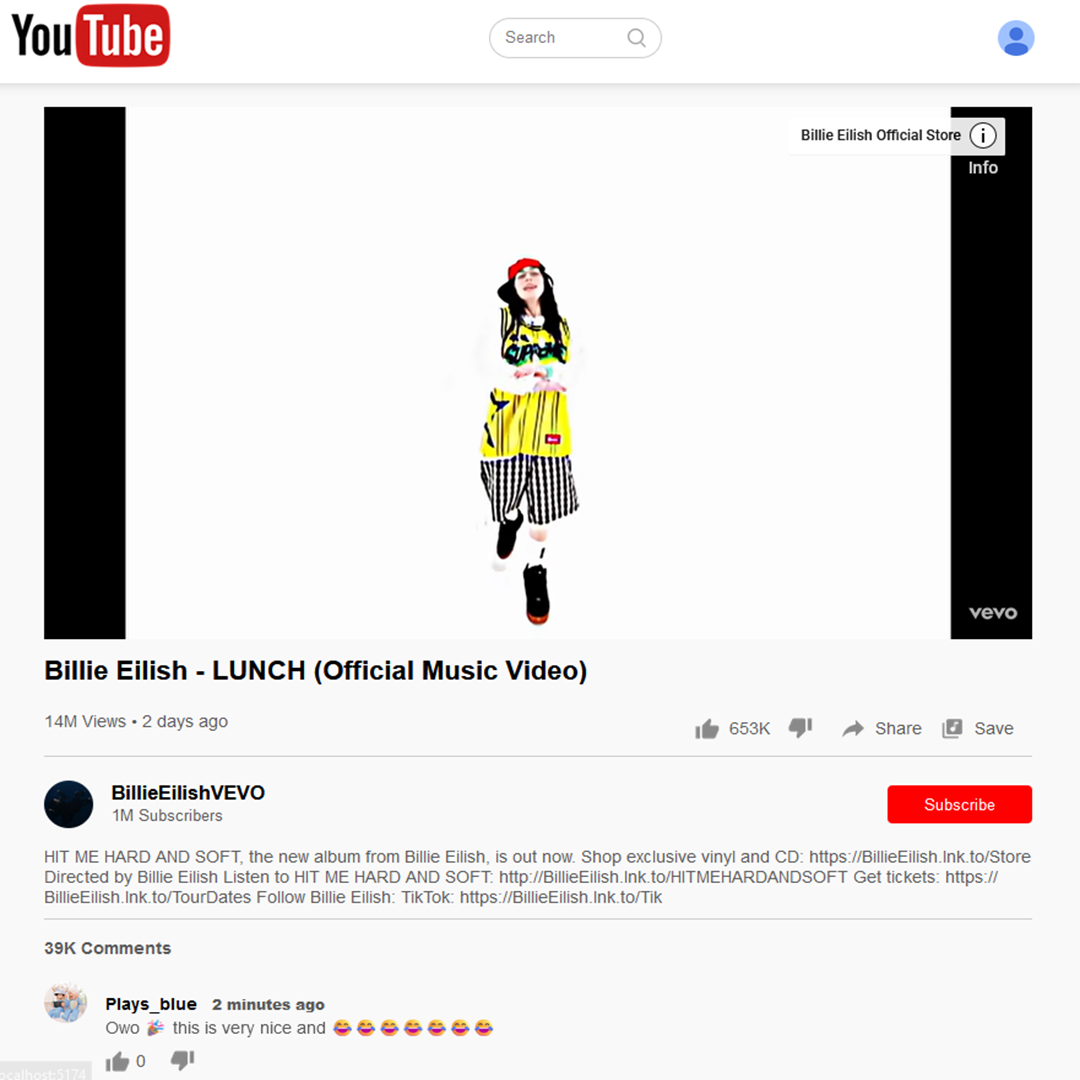 YouTube
Search
Billie Eilish Official Store
Info
SUPREME
vevo
Billie Eilish - LUNCH (Official Music Video)
14M Views • 2 days ago
653K
Share
Save
BillieEilishVEVO
1M Subscribers
Subscribe
HIT ME HARD AND SOFT, the new album from Billie Eilish, is out now. Shop exclusive vinyl and CD: https://BillieEilish.lnk.to/Store
Directed by Billie Eilish Listen to HIT ME HARD AND SOFT: http://BillieEilish.lnk.to/HITMEHARDANDSOFT Get tickets: https://
BillieEilish.lnk.to/TourDates Follow Billie Eilish: TikTok: https://BillieEilish.lnk.to/Tik
39K Comments
Plays_blue 2 minutes ago
Owo 🎉 this is very nice and 😂😂😂😂😂😂😂
0
ocalhost:5174